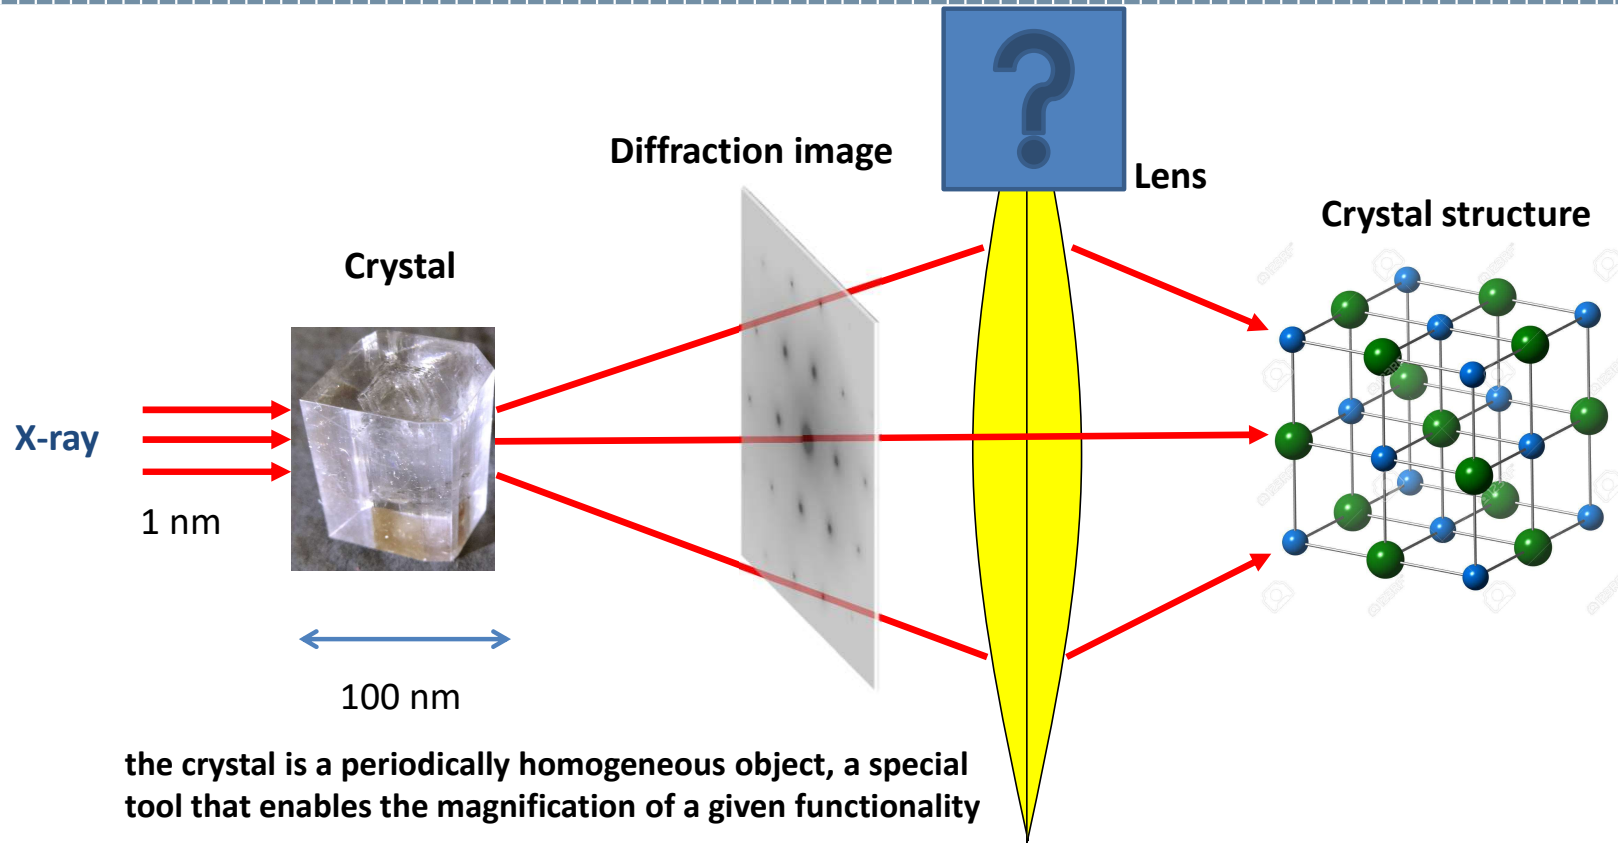 ?
Diffraction image
Lens
Crystal structure
Crystal
X-ray
1 nm
100 nm
the crystal is a periodically homogeneous object, a special
tool that enables the magnification of a given functionality